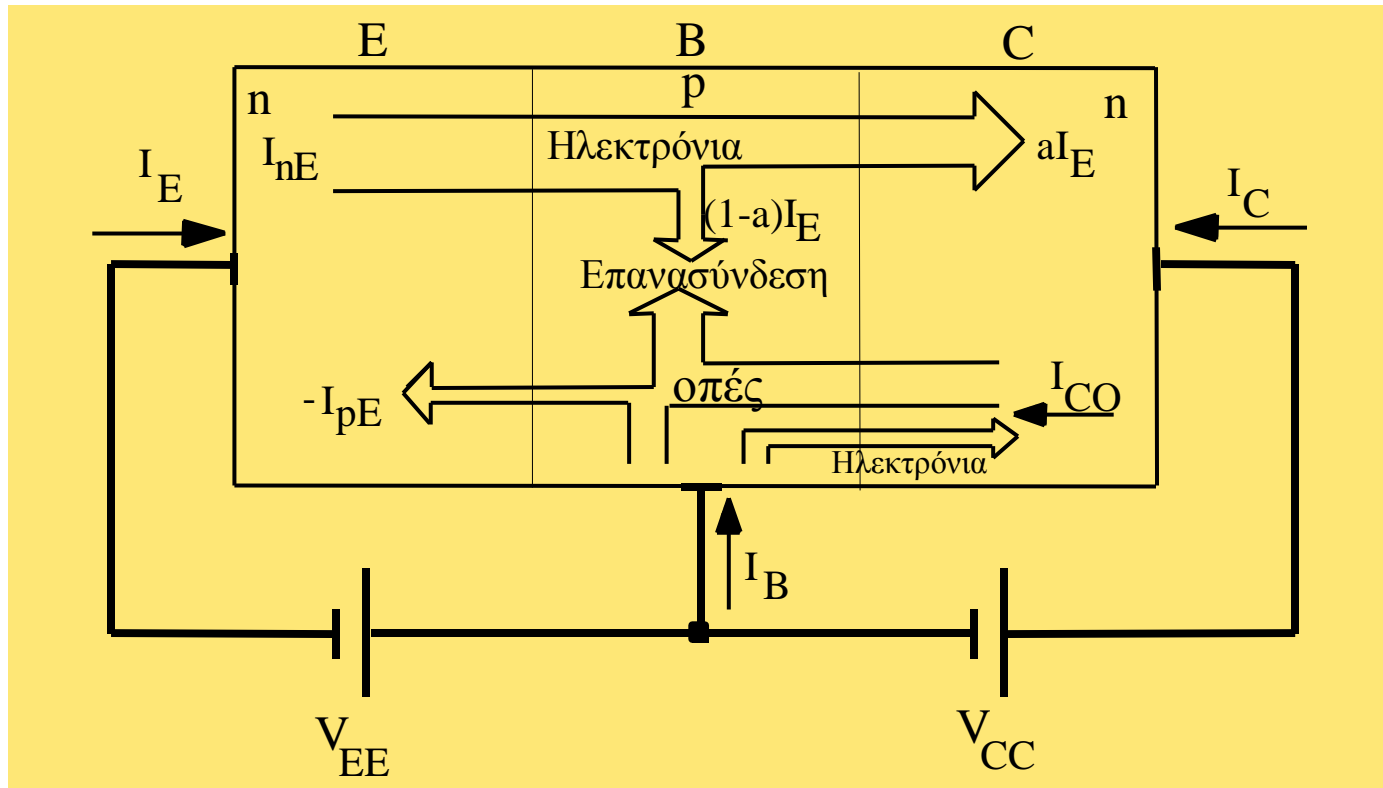 E B C
n p n
I_nE Ηλεκτρόνια aI_E
I_E I_C
(1-a)I_E
Επανασύνδεση
-I_pE οπές I_CO
Ηλεκτρόνια
I_B
V_EE V_CC